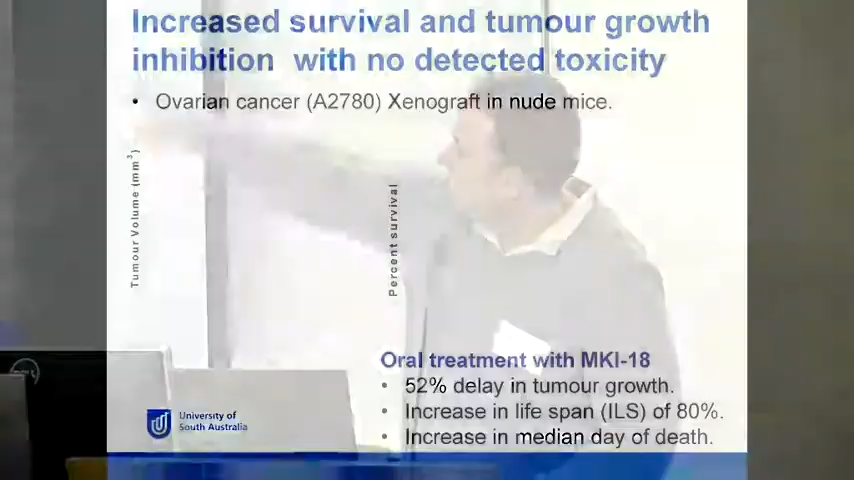 Increased survival and tumour growth
inhibition with no detected toxicity
• Ovarian cancer (A2780) Xenograft in nude mice.
Tumour Volume (mm³)
Percent survival
Oral treatment with MKI-18
• 52% delay in tumour growth.
• Increase in life span (ILS) of 80%.
• Increase in median day of death.
University of
South Australia